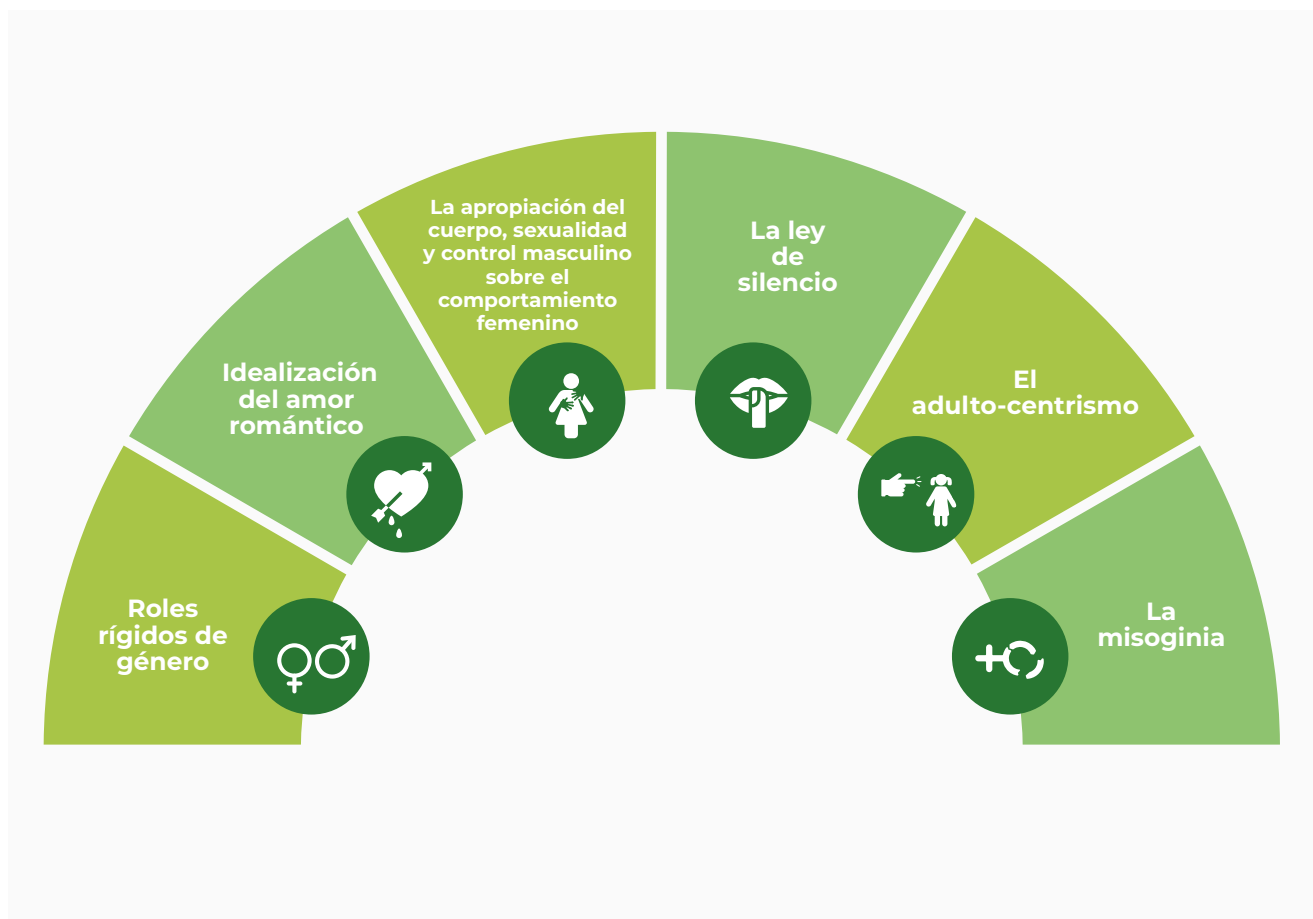 Roles
rígidos de
género
Idealización
del amor
romántico
La apropiación del
cuerpo, sexualidad
y control masculino
sobre el
comportamiento
femenino
La ley
de
silencio
El
adulto-centrismo
La
misoginia